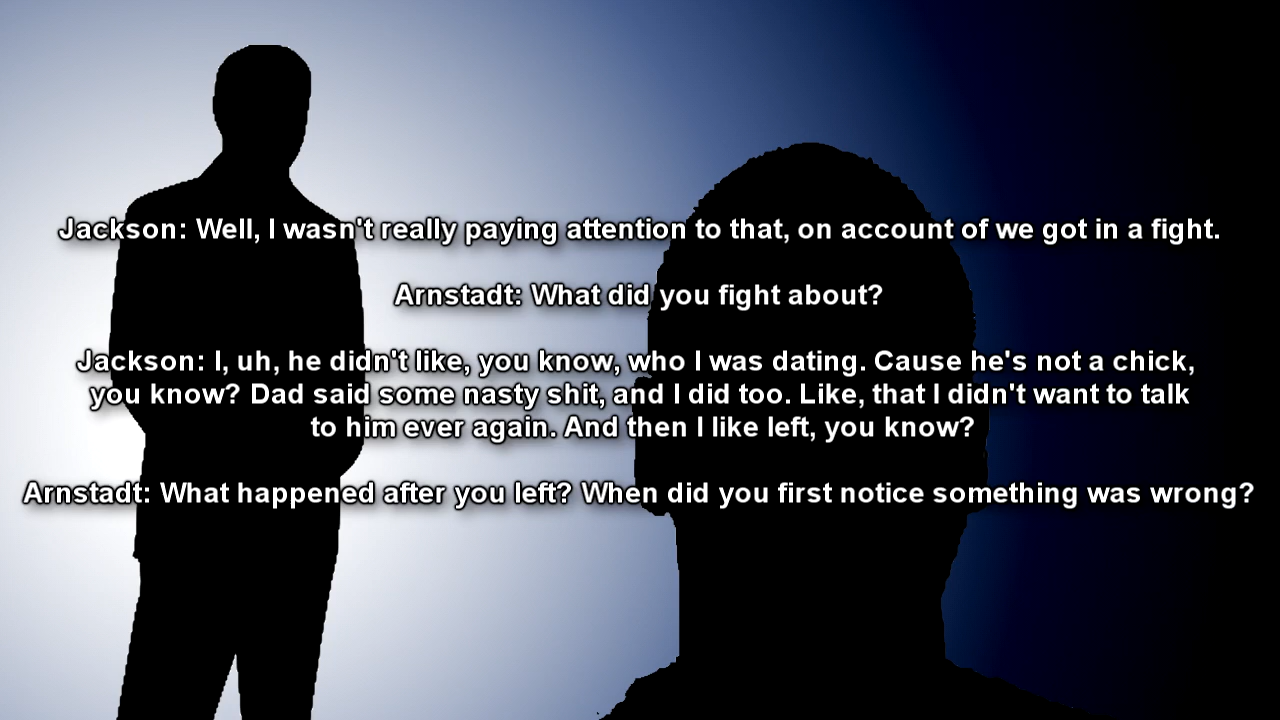 Jackson: Well, I wasn't really paying attention to that, on account of we got in a fight.
Arnstadt: What did you fight about?
Jackson: I, uh, he didn't like, you know, who I was dating. Cause he's not a chick,
you know? Dad said some nasty shit, and I did too. Like, that I didn't want to talk
to him ever again. And then I like left, you know?
Arnstadt: What happened after you left? When did you first notice something was wrong?